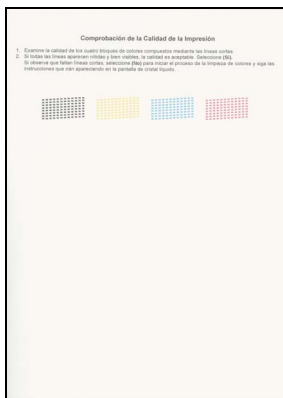 Comprobación de la Calidad de la Impresión
1. Examine la calidad de los cuatro bloques de colores compuestos mediante las líneas cortas
2. Si todas las líneas aparecen nítidas y bien visibles, la calidad es aceptable. Seleccione (Sí).
Si observa que faltan líneas cortas, seleccione (No) para iniciar el proceso de la limpieza de colores y siga las
instrucciones que irán apareciendo en la pantalla de cristal líquido.